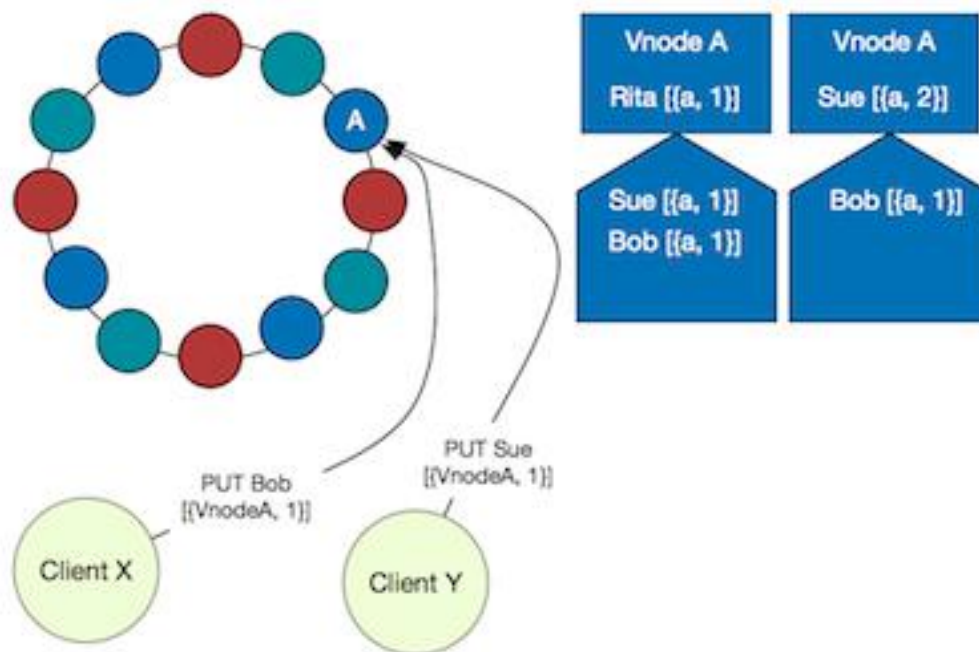 A
Vnode A
Rita [{a, 1}]
Sue [{a, 1}]
Bob [{a, 1}]
Vnode A
Sue [{a, 2}]
Bob [{a, 1}]
PUT Bob
[{VnodeA, 1}]
PUT Sue
[{VnodeA, 1}]
Client X
Client Y